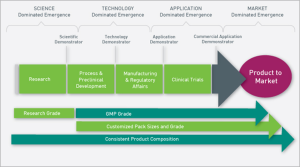 SCIENCE
Dominated Emergence
TECHNOLOGY
Dominated Emergence
APPLICATION
Dominated Emergence
MARKET
Dominated Emergence
Scientific
Demonstrator
Technology
Demonstrator
Application
Demonstrator
Commercial Application
Demonstrator
Research
Process &
Preclinical
Development
Manufacturing
& Regulatory
Affairs
Clinical Trials
Product to
Market
Research Grade
GMP Grade
Customized Pack Sizes and Grade
Consistent Product Composition